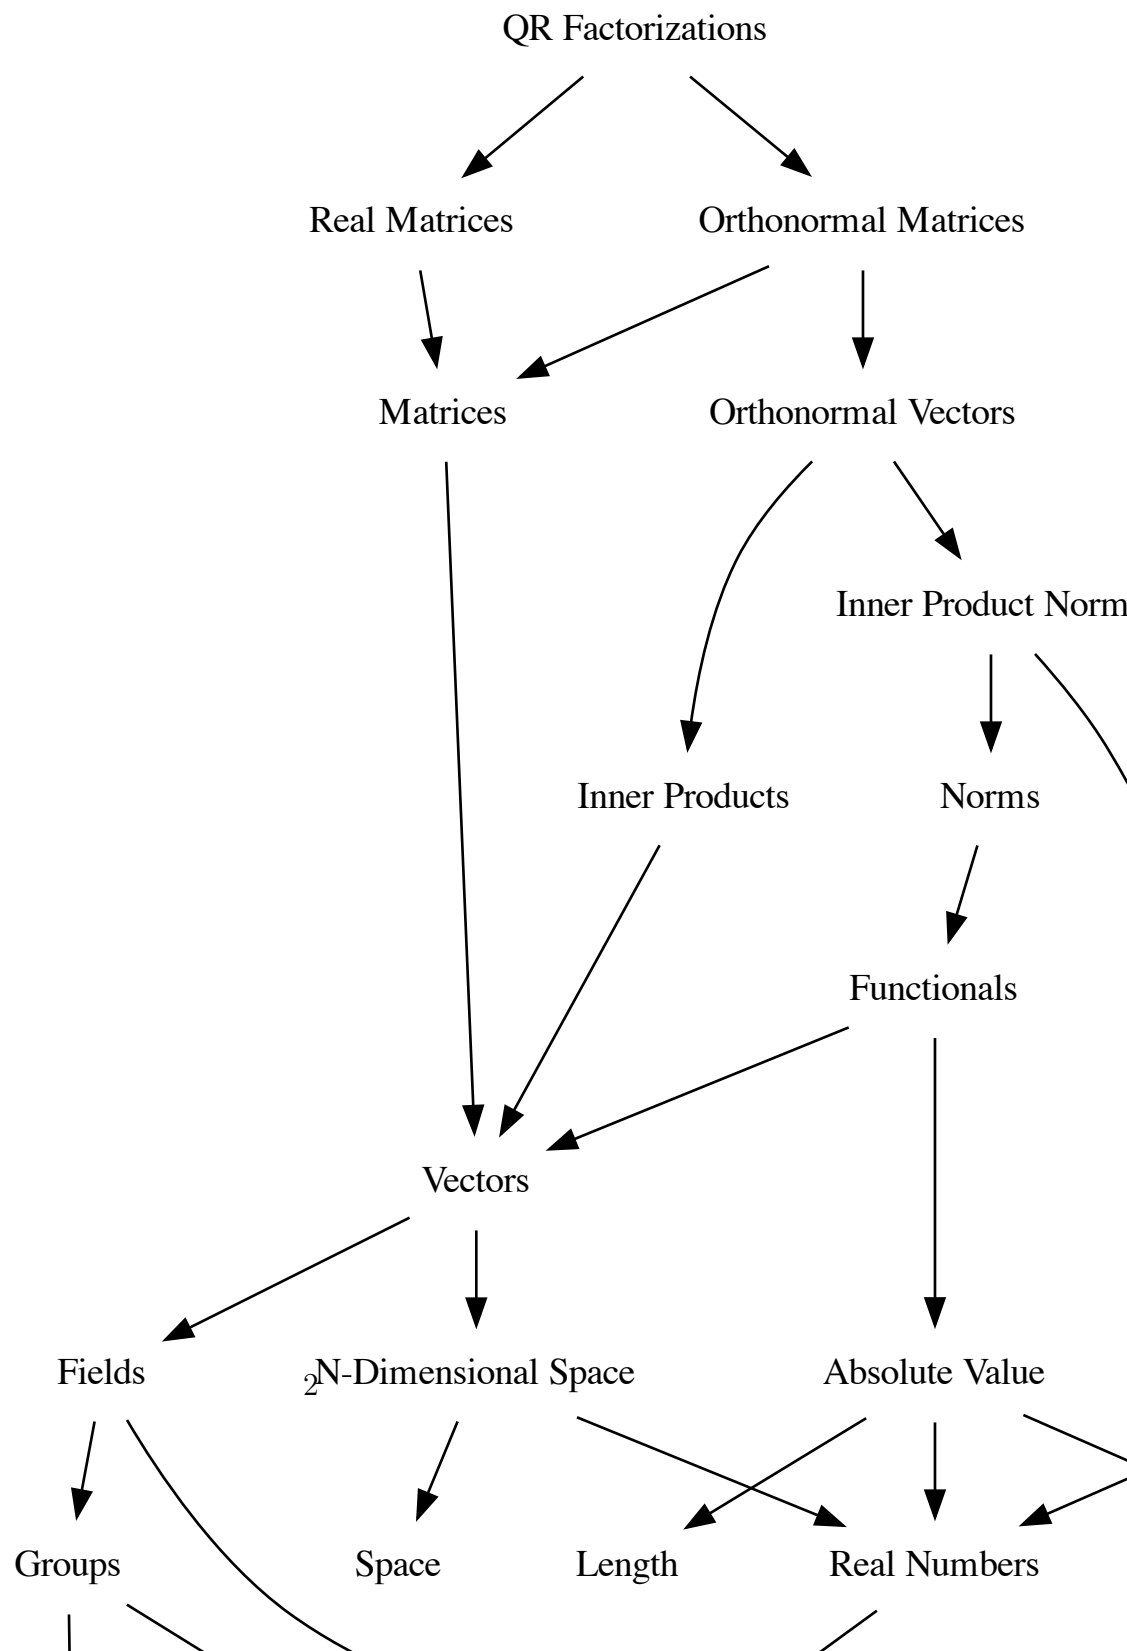 QR Factorizations
Real Matrices
Orthonormal Matrices
Matrices
Orthonormal Vectors
Inner Product Norm
Inner Products
Norms
Functionals
Vectors
Fields
2N-Dimensional Space
Absolute Value
Groups
Space
Length
Real Numbers